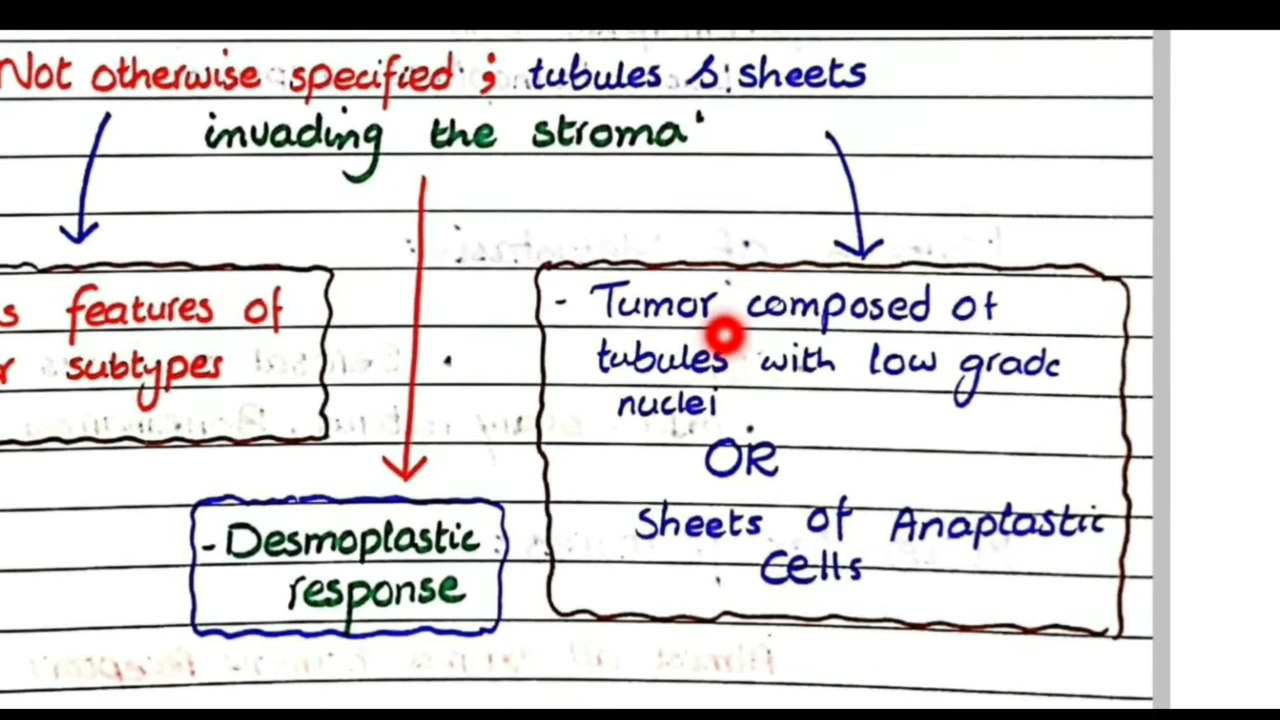 Not otherwise specified ; tubules & sheets
invading the stroma
s features of
r subtypes
- Desmoplastic
response
- Tumor composed of
tubules with low grade
nuclei
OR
Sheets of Anaplastic
Cells